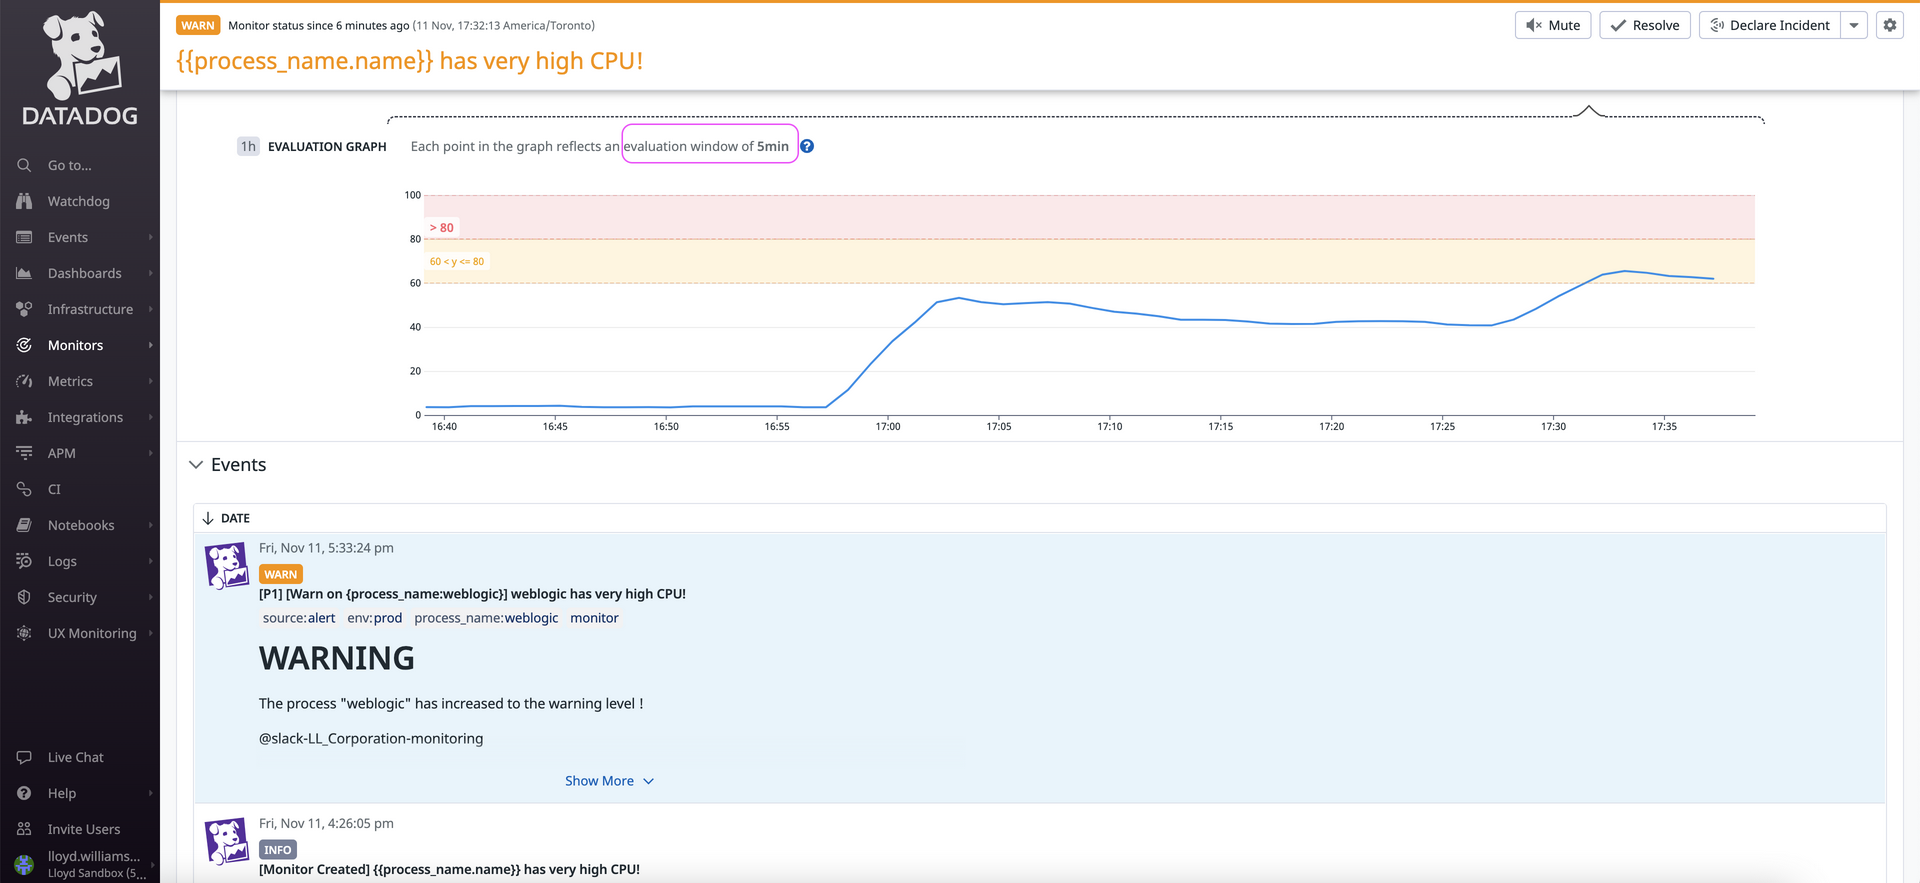 DATADOG
Go to...
Watchdog
Events
Dashboards
Infrastructure
Monitors
Metrics
Integrations
APM
CI
Notebooks
Logs
Security
UX Monitoring
Live Chat
Help
Invite Users
lloyd.williams...
Lloyd Sandbox (5...
WARN Monitor status since 6 minutes ago (11 Nov, 17:32:13 America/Toronto)
Mute Resolve Declare Incident
{{process_name.name}} has very high CPU!
1h EVALUATION GRAPH Each point in the graph reflects an evaluation window of 5min ?
100
> 80
80
60 < y <= 80
60
40
20
0
16:40 16:45 16:50 16:55 17:00 17:05 17:10 17:15 17:20 17:25 17:30 17:35
Events
DATE
Fri, Nov 11, 5:33:24 pm
WARN
[P1] [Warn on {process_name:weblogic}] weblogic has very high CPU!
source:alert env:prod process_name:weblogic monitor
WARNING
The process "weblogic" has increased to the warning level !
@slack-LL_Corporation-monitoring
Show More
Fri, Nov 11, 4:26:05 pm
INFO
[Monitor Created] {{process_name.name}} has very high CPU!